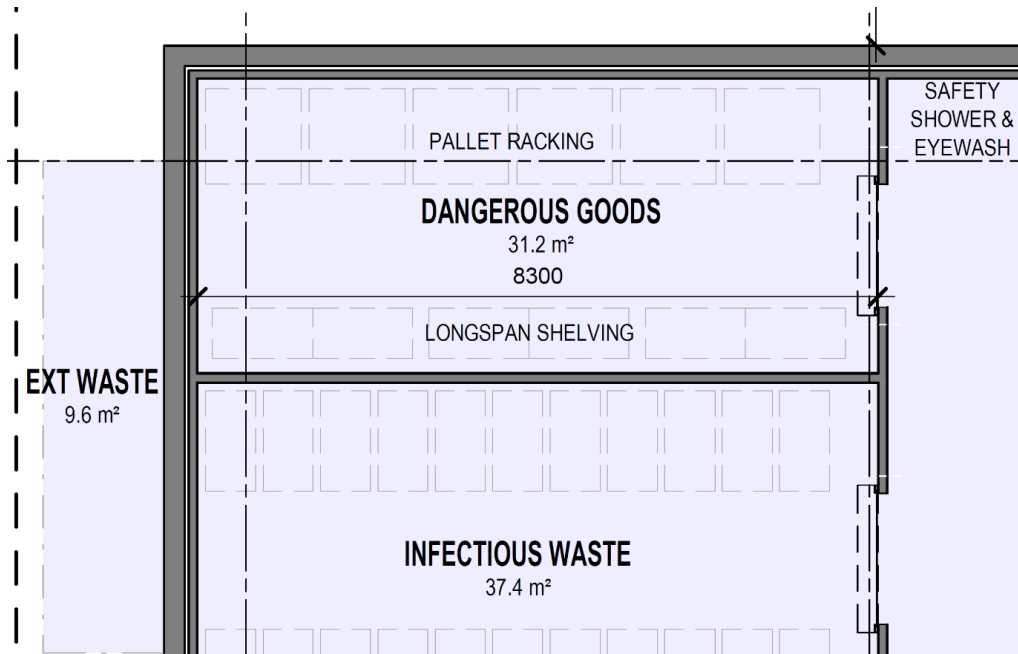 SAFETY
SHOWER &
EYEWASH
PALLET RACKING
DANGEROUS GOODS
31.2 m²
8300
LONGSPAN SHELVING
EXT WASTE
9.6 m²
INFECTIOUS WASTE
37.4 m²